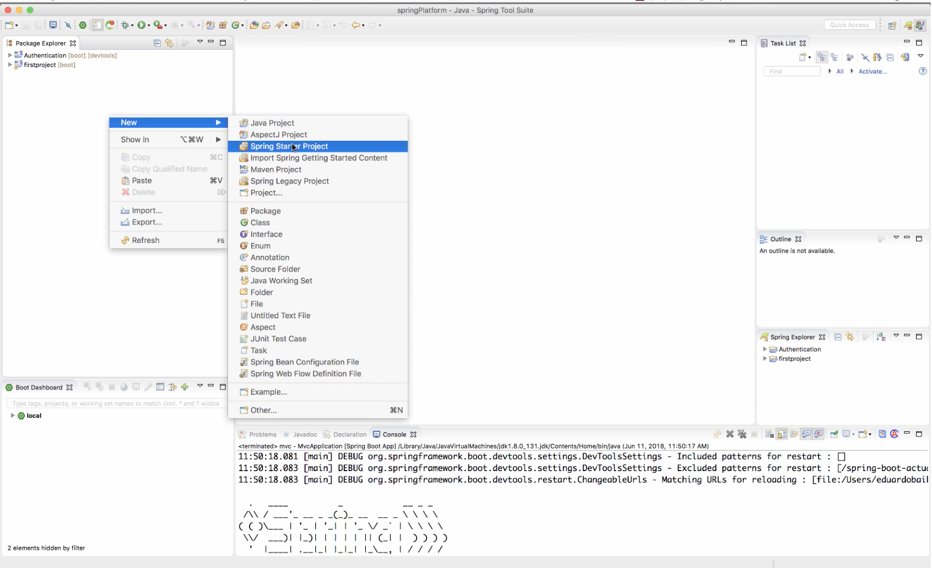 springPlatform - Java - Spring Tool Suite
Quick Access
Package Explorer
Authentication [boot] [devtools]
firstproject [boot]
New
Show In ⌥⌘W
Copy ⌘C
Copy Qualified Name
Paste ⌘V
Delete
Import...
Export...
Refresh F5
Java Project
AspectJ Project
Spring Starter Project
Import Spring Getting Started Content
Maven Project
Spring Legacy Project
Project...
Package
Class
Interface
Enum
Annotation
Source Folder
Java Working Set
Folder
File
Untitled Text File
Aspect
JUnit Test Case
Task
Spring Bean Configuration File
Spring Web Flow Definition File
Example...
Other... ⌘N
Task List
Find All Activate...
Outline
An outline is not available.
Spring Explorer
Authentication
firstproject
Boot Dashboard
Type tags, projects, or working set names to match (incl. * and ? wildca
local
2 elements hidden by filter
Problems Javadoc Declaration Console
<terminated> mvc - MvcApplication [Spring Boot App] /Library/Java/JavaVirtualMachines/jdk1.8.0_131.jdk/Contents/Home/bin/java (Jun 11, 2018, 11:50:17 AM)
11:50:18.081 [main] DEBUG org.springframework.boot.devtools.settings.DevToolsSettings - Included patterns for restart : []
11:50:18.083 [main] DEBUG org.springframework.boot.devtools.settings.DevToolsSettings - Excluded patterns for restart : [/spring-boot-actua
11:50:18.083 [main] DEBUG org.springframework.boot.devtools.restart.ChangeableUrls - Matching URLs for reloading : [file:/Users/eduardobail